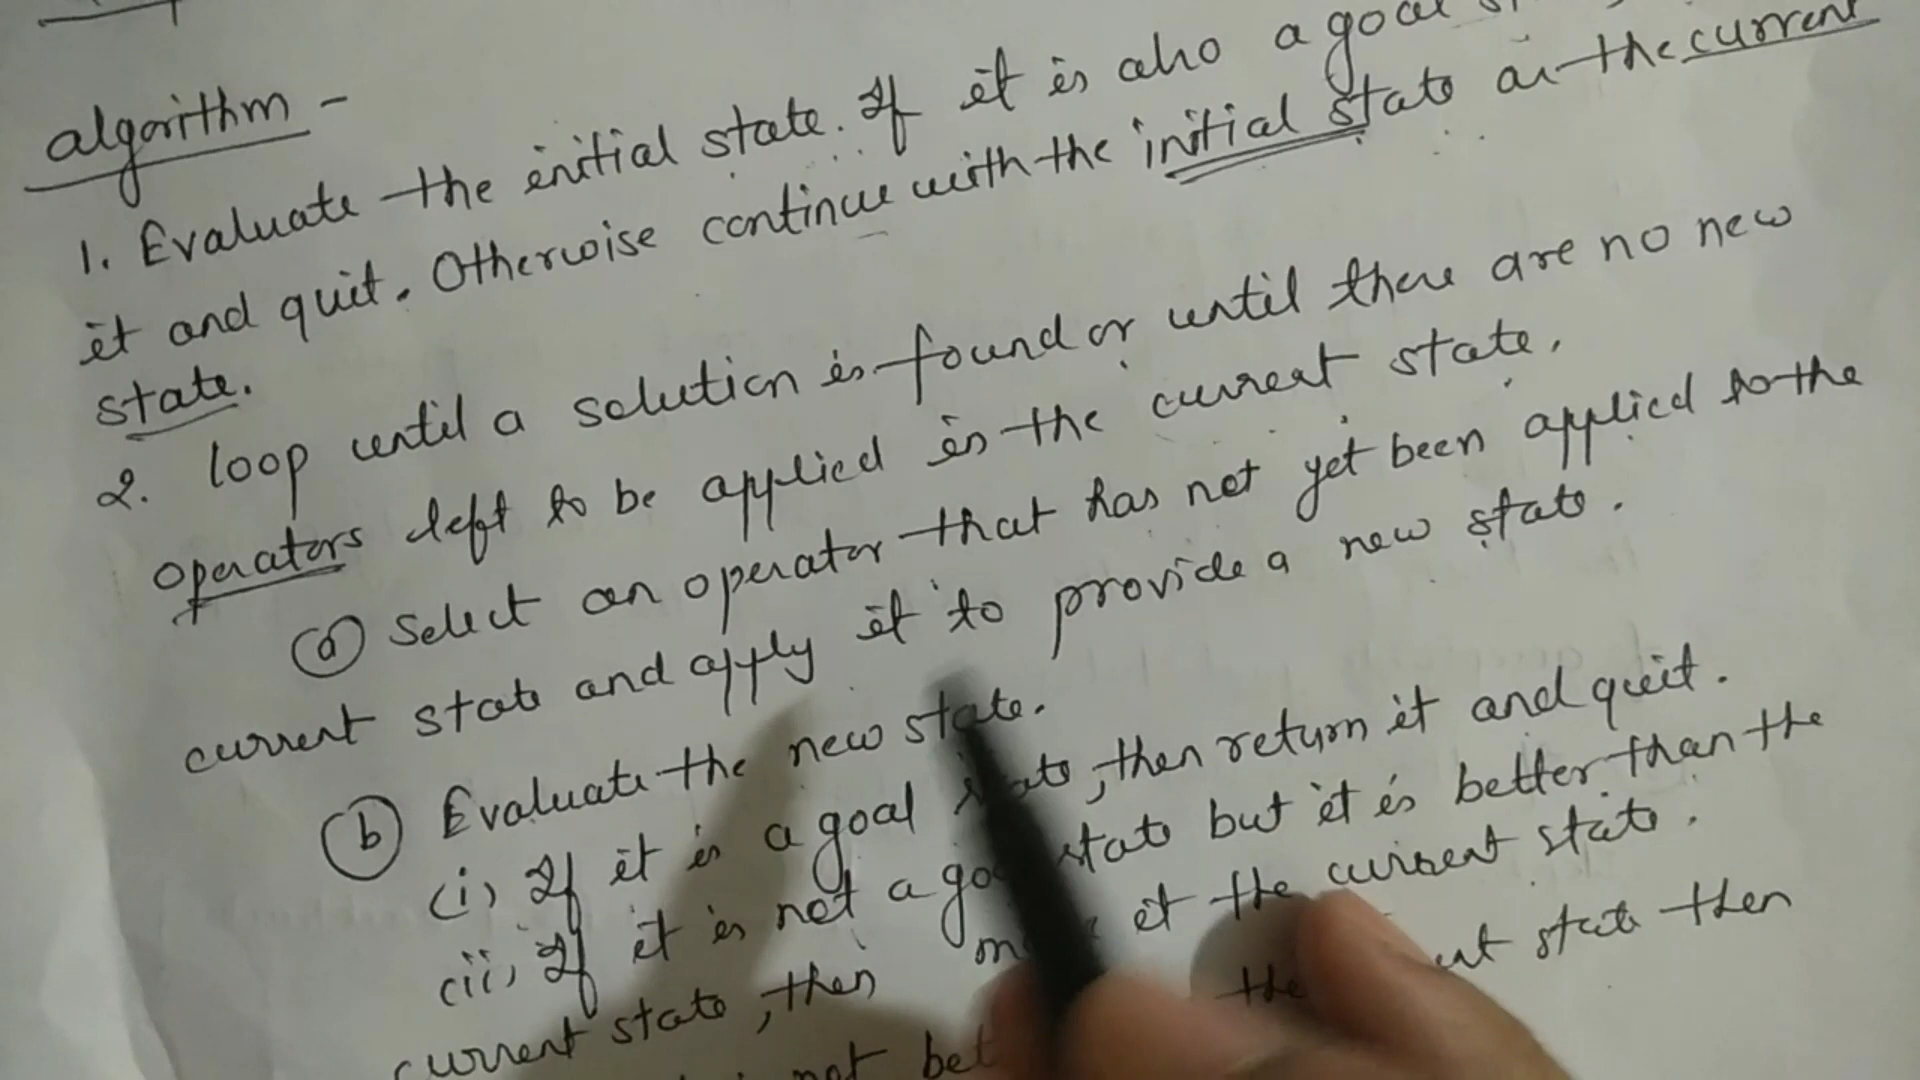 algorithm -
1. Evaluate the initial state. If it is also a goal
it and quit. Otherwise continue with the initial state as the current
state.
2. loop until a solution is found or until there are no new
operators left to be applied in the current state.
(a) Select an operator that has not yet been applied to the
current state and apply it to provide a new state.
(b) Evaluate the new state.
(i) If it is a goal state, then return it and quit.
(ii) If it is not a goal state but it is better than the
current state, then it the current state.
not the state then